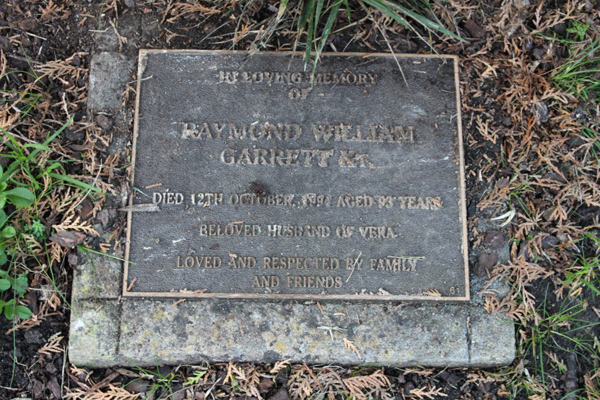 IN LOVING MEMORY
OF
RAYMOND WILLIAM
GARRETT KT.
DIED 12TH OCTOBER, AGED 93 YEARS
BELOVED HUSBAND OF VERA
LOVED AND RESPECTED BY FAMILY
AND FRIENDS